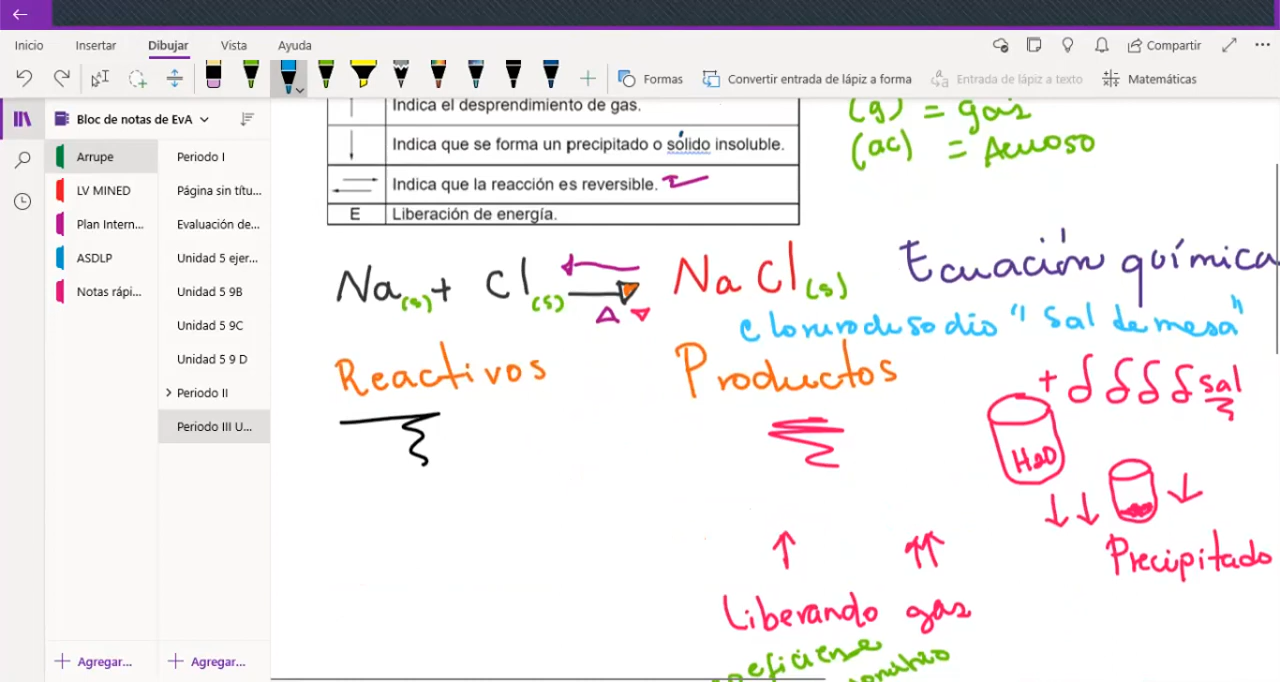 Inicio Insertar Dibujar Vista Ayuda Compartir
Formas Convertir entrada de lápiz a forma Entrada de lápiz a texto Matemáticas
Bloc de notas de EvA
Arrupe
LV MINED
Plan Intern...
ASDLP
Notas rápi...
Agregar...
Periodo I
Página sin títu...
Evaluación de...
Unidad 5 ejer...
Unidad 5 9B
Unidad 5 9C
Unidad 5 9 D
Periodo II
Periodo III U...
Agregar...
↑ Indica el desprendimiento de gas.
↓ Indica que se forma un precipitado o sólido insoluble.
Indica que la reacción es reversible.
E Liberación de energía.
(g) = gas
(ac) = Acuoso
Na(s) + Cl(s) Δ NaCl(s)
Ecuación química
Cloruro de sodio "Sal de mesa"
Reactivos Productos
+ Sal
H2O
Precipitado
Liberando gas